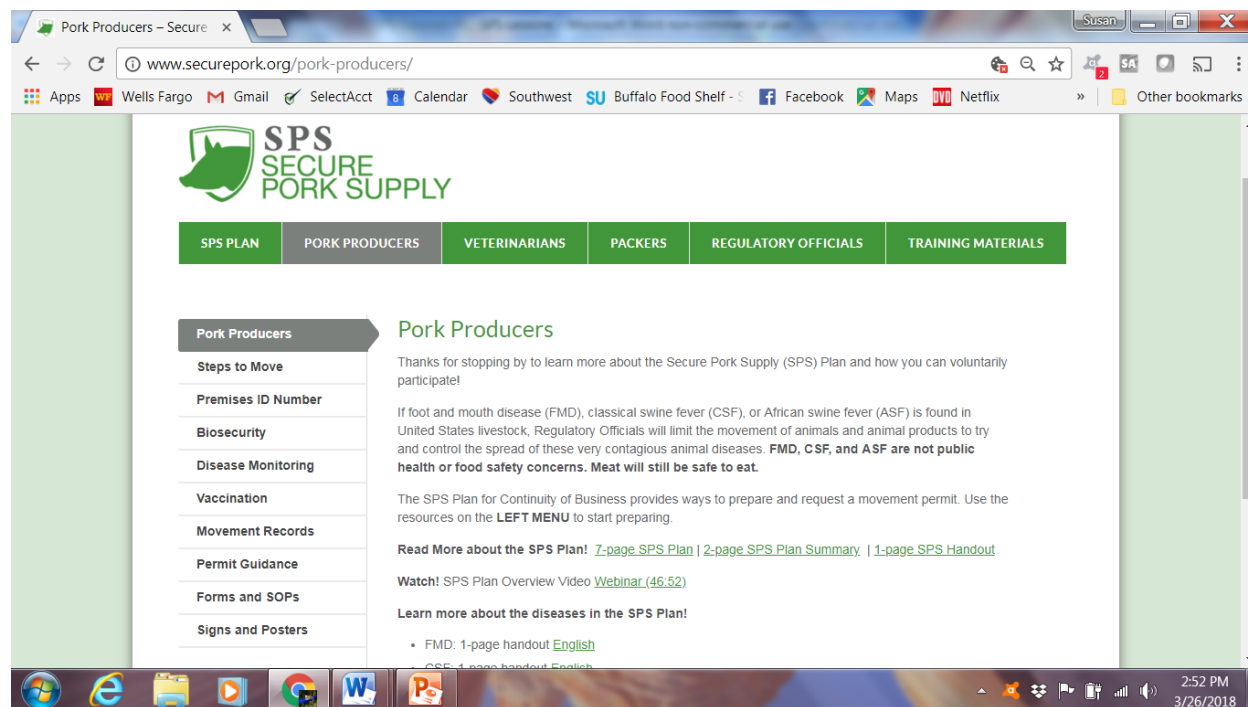 Pork Producers – Secure
Susan
www.securepork.org/pork-producers/
2
SA
Apps
WF Wells Fargo
Gmail
SelectAcct
8 Calendar
Southwest
SU Buffalo Food Shelf - S
Facebook
Maps
DVD Netflix
»
Other bookmarks
SPS
SECURE
PORK SUPPLY
SPS PLAN
PORK PRODUCERS
VETERINARIANS
PACKERS
REGULATORY OFFICIALS
TRAINING MATERIALS
Pork Producers
Steps to Move
Premises ID Number
Biosecurity
Disease Monitoring
Vaccination
Movement Records
Permit Guidance
Forms and SOPs
Signs and Posters
Pork Producers
Thanks for stopping by to learn more about the Secure Pork Supply (SPS) Plan and how you can voluntarily
participate!
If foot and mouth disease (FMD), classical swine fever (CSF), or African swine fever (ASF) is found in
United States livestock, Regulatory Officials will limit the movement of animals and animal products to try
and control the spread of these very contagious animal diseases. FMD, CSF, and ASF are not public
health or food safety concerns. Meat will still be safe to eat.
The SPS Plan for Continuity of Business provides ways to prepare and request a movement permit. Use the
resources on the LEFT MENU to start preparing.
Read More about the SPS Plan! 7-page SPS Plan | 2-page SPS Plan Summary | 1-page SPS Handout
Watch! SPS Plan Overview Video Webinar (46:52)
Learn more about the diseases in the SPS Plan!
• FMD: 1-page handout English
• CSF: 1-page handout English
2:52 PM
3/26/2018